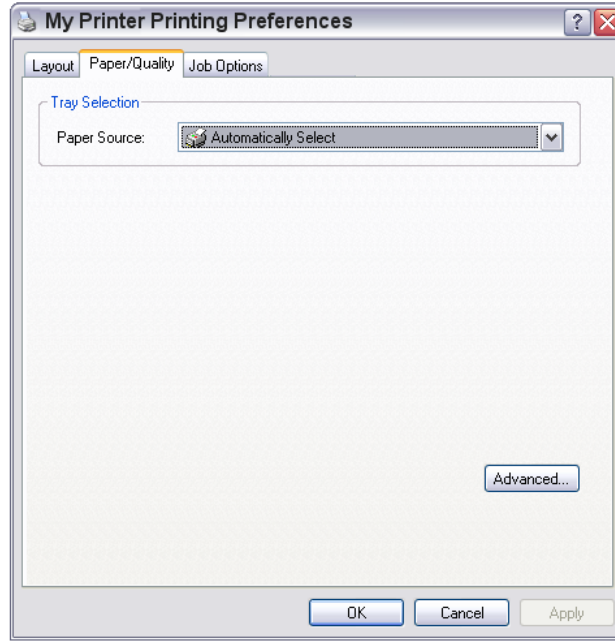 My Printer Printing Preferences
Layout Paper/Quality Job Options
Tray Selection
Paper Source: Automatically Select
Advanced...
OK Cancel Apply